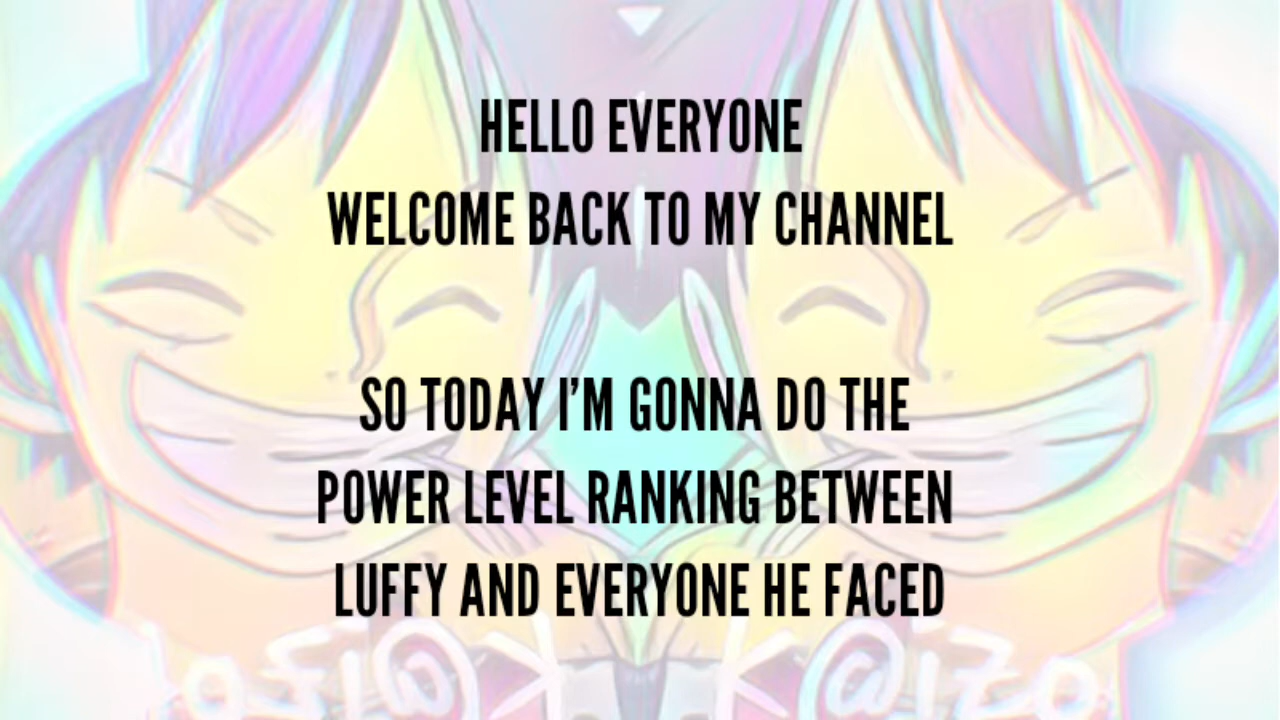 HELLO EVERYONE
WELCOME BACK TO MY CHANNEL
SO TODAY I'M GONNA DO THE
POWER LEVEL RANKING BETWEEN
LUFFY AND EVERYONE HE FACED